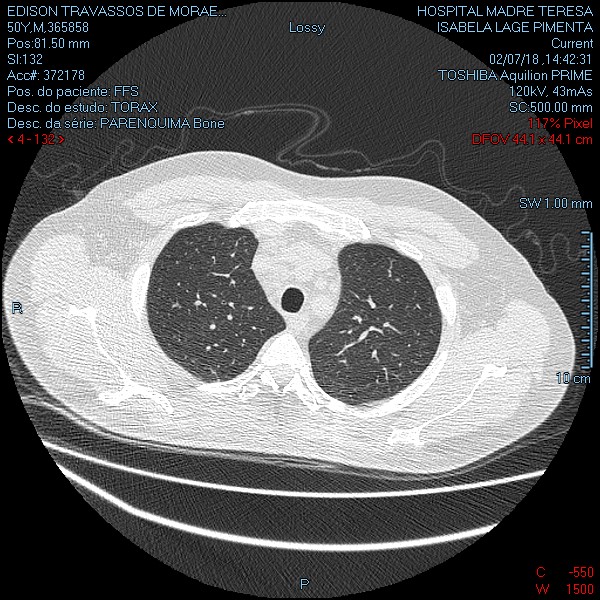 EDISON TRAVASSOS DE MORAE...
50Y,M,365858
Pos:81.50 mm
SI:132
Acc#: 372178
Pos. do paciente: FFS
Desc. do estudo: TORAX
Desc. da série: PARENQUIMA Bone
< 4 - 132 >
Lossy
HOSPITAL MADRE TERESA
ISABELA LAGE PIMENTA
Current
02/07/18 ,14:42:31
TOSHIBA Aquilion PRIME
120kV, 43mAs
SC:500.00 mm
117% Pixel
DFOV 44.1 x 44.1 cm
SW 1.00 mm
R
10 cm
P
C -550
W 1500